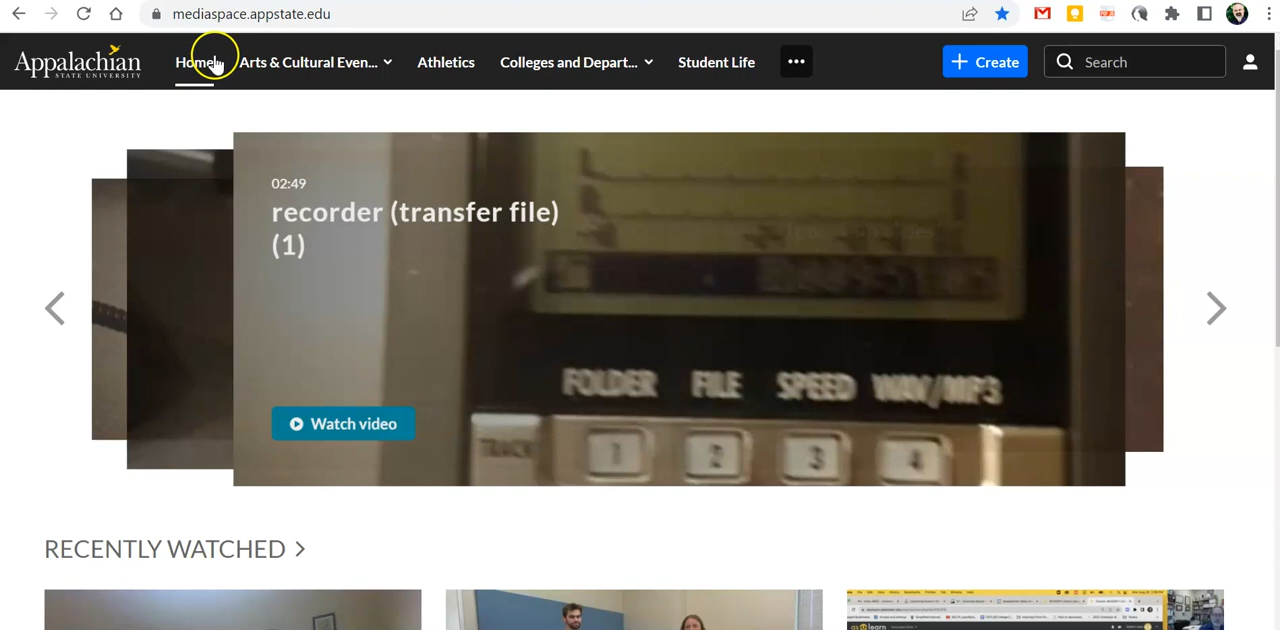 mediaspace.appstate.edu
Appalachian
STATE UNIVERSITY
Home
Arts & Cultural Even...
Athletics
Colleges and Depart...
Student Life
•••
+ Create
Search
02:49
recorder (transfer file)
(1)
FOLDER FILE SPEED WAV/MP3
TRACK 1 2 3 4
Watch video
RECENTLY WATCHED >